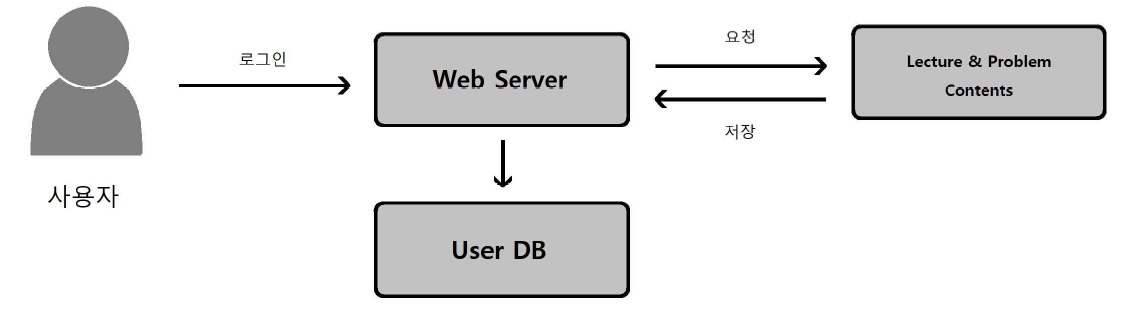 로그인
Web Server
요청
저장
Lecture & Problem
Contents
사용자
User DB